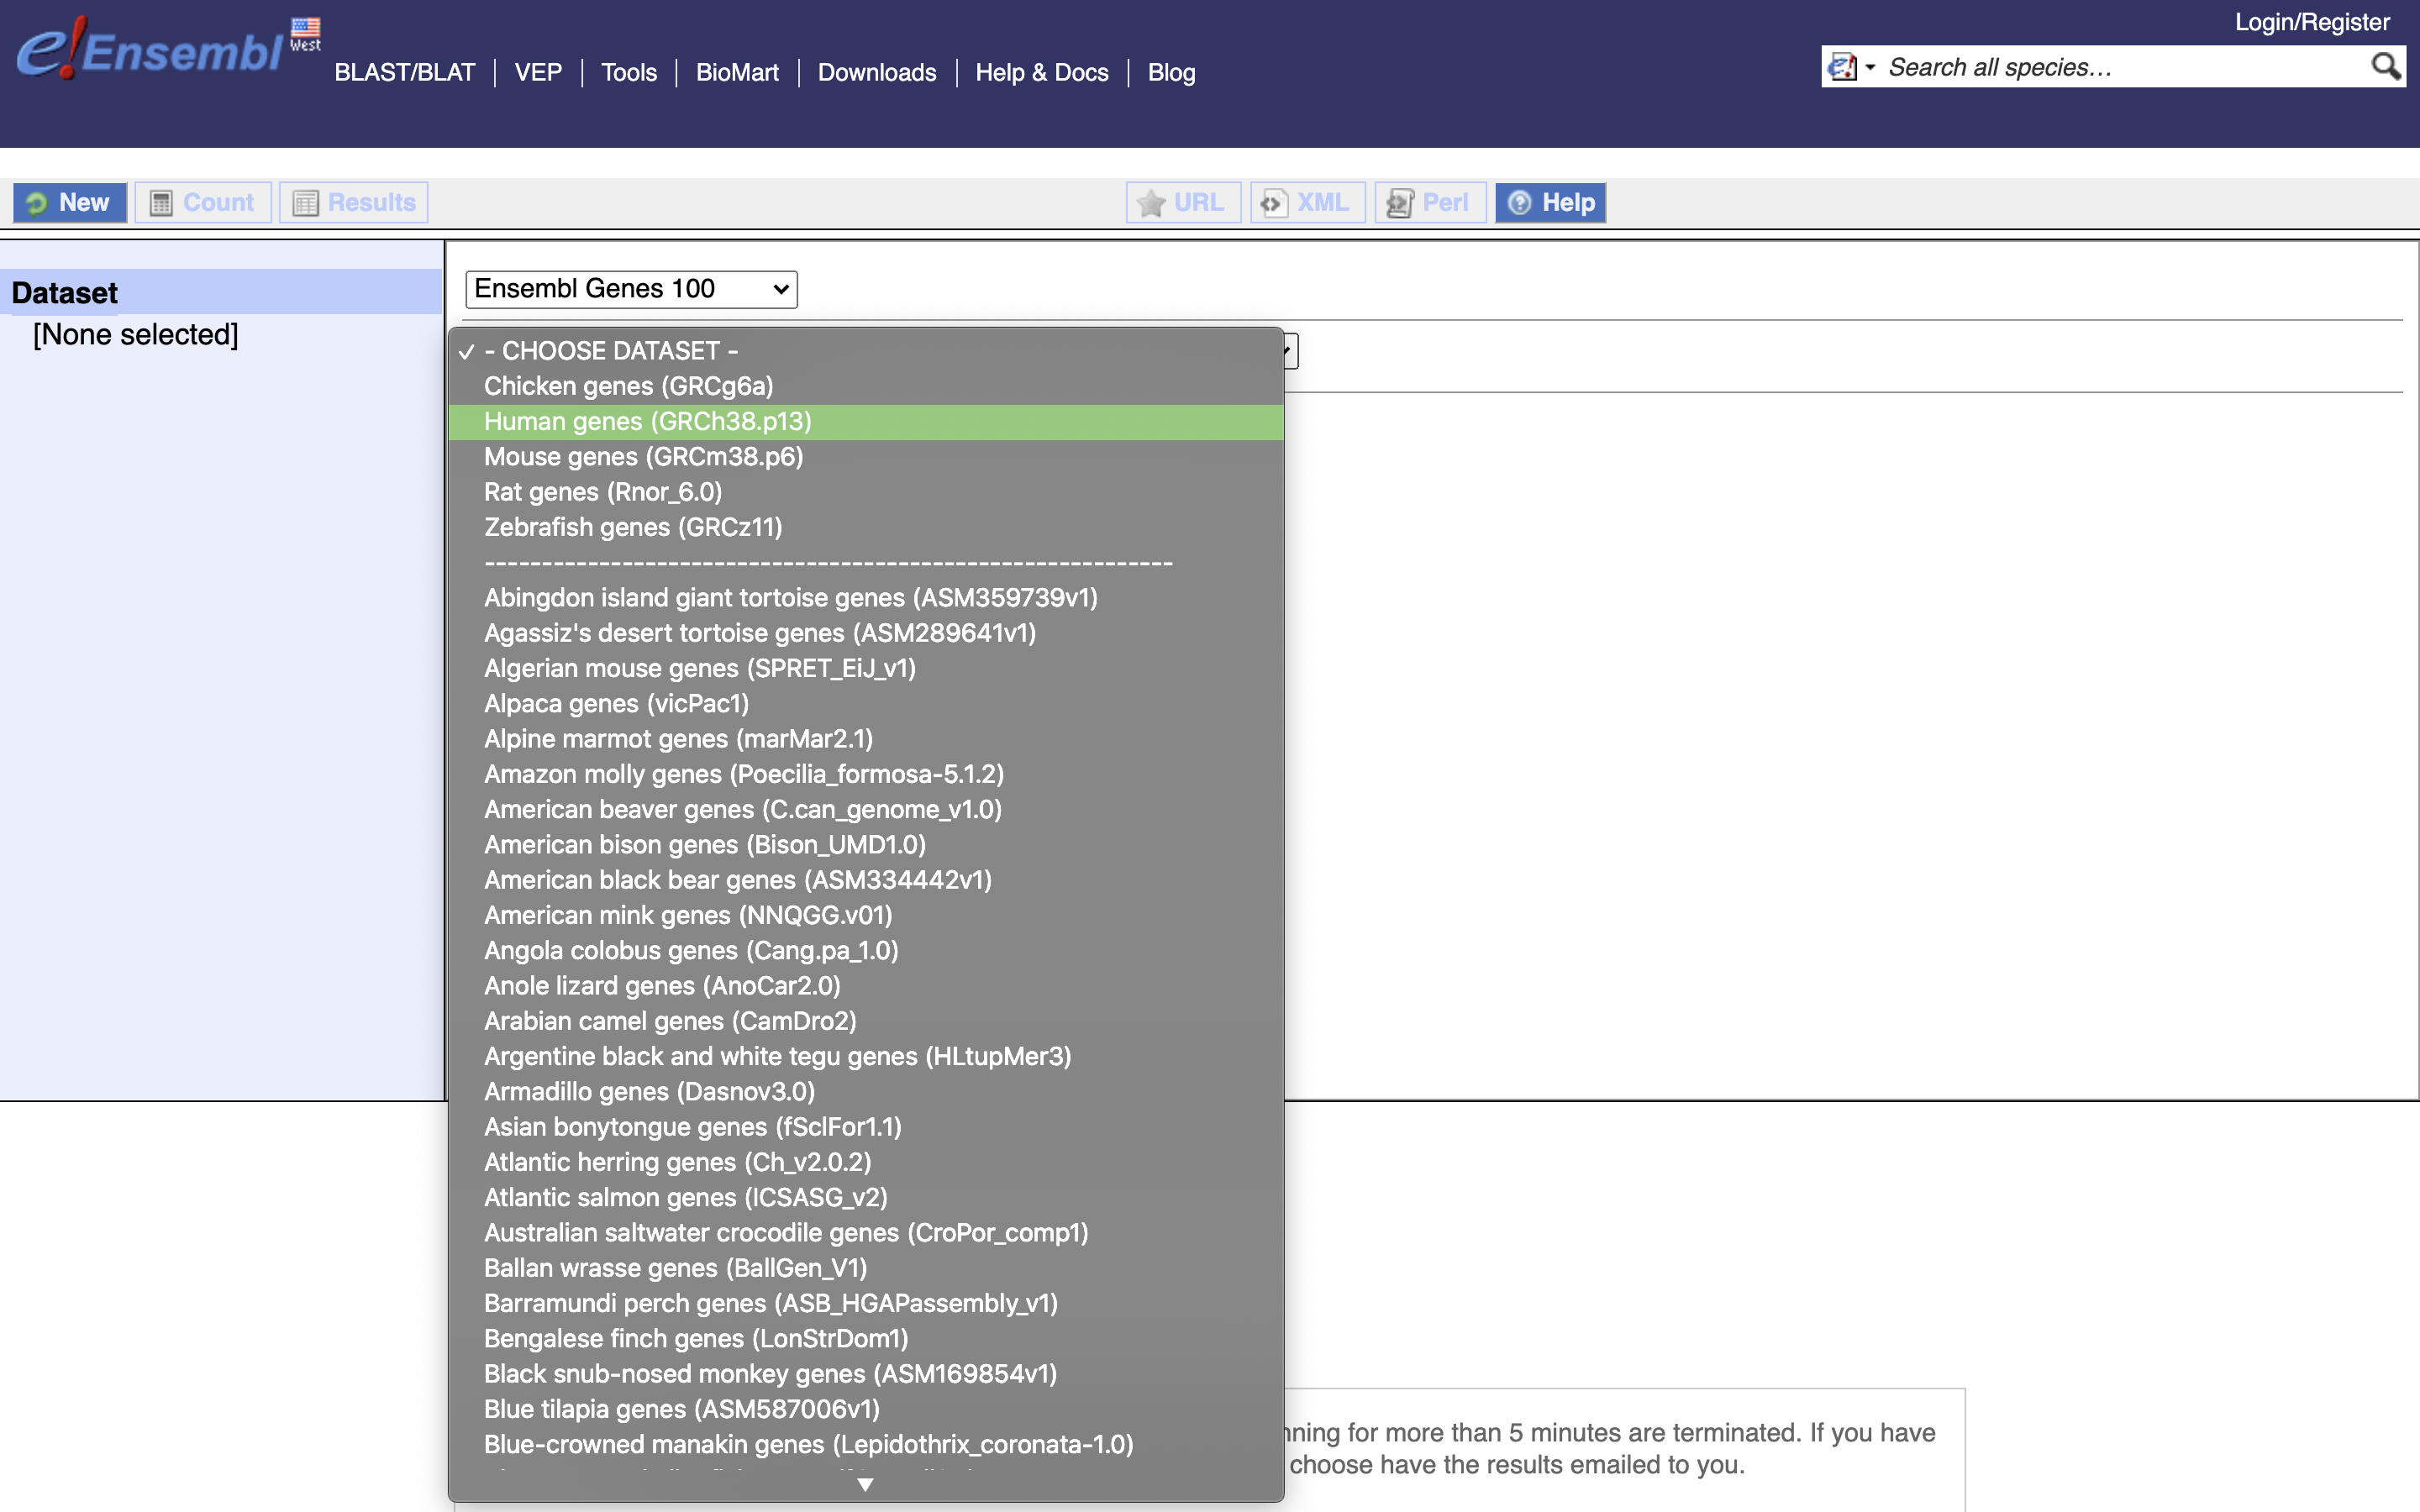 e!Ensembl West
Login/Register
BLAST/BLAT | VEP | Tools | BioMart | Downloads | Help & Docs | Blog
e! Search all species...
New Count Results URL XML Perl Help
Dataset
[None selected]
Ensembl Genes 100
✓ - CHOOSE DATASET -
Chicken genes (GRCg6a)
Human genes (GRCh38.p13)
Mouse genes (GRCm38.p6)
Rat genes (Rnor_6.0)
Zebrafish genes (GRCz11)
------------------------------------------------------------
Abingdon island giant tortoise genes (ASM359739v1)
Agassiz's desert tortoise genes (ASM289641v1)
Algerian mouse genes (SPRET_EiJ_v1)
Alpaca genes (vicPac1)
Alpine marmot genes (marMar2.1)
Amazon molly genes (Poecilia_formosa-5.1.2)
American beaver genes (C.can_genome_v1.0)
American bison genes (Bison_UMD1.0)
American black bear genes (ASM334442v1)
American mink genes (NNQGG.v01)
Angola colobus genes (Cang.pa_1.0)
Anole lizard genes (AnoCar2.0)
Arabian camel genes (CamDro2)
Argentine black and white tegu genes (HLtupMer3)
Armadillo genes (Dasnov3.0)
Asian bonytongue genes (fSclFor1.1)
Atlantic herring genes (Ch_v2.0.2)
Atlantic salmon genes (ICSASG_v2)
Australian saltwater crocodile genes (CroPor_comp1)
Ballan wrasse genes (BallGen_V1)
Barramundi perch genes (ASB_HGAPassembly_v1)
Bengalese finch genes (LonStrDom1)
Black snub-nosed monkey genes (ASM169854v1)
Blue tilapia genes (ASM587006v1)
Blue-crowned manakin genes (Lepidothrix_coronata-1.0)
nning for more than 5 minutes are terminated. If you have
choose have the results emailed to you.